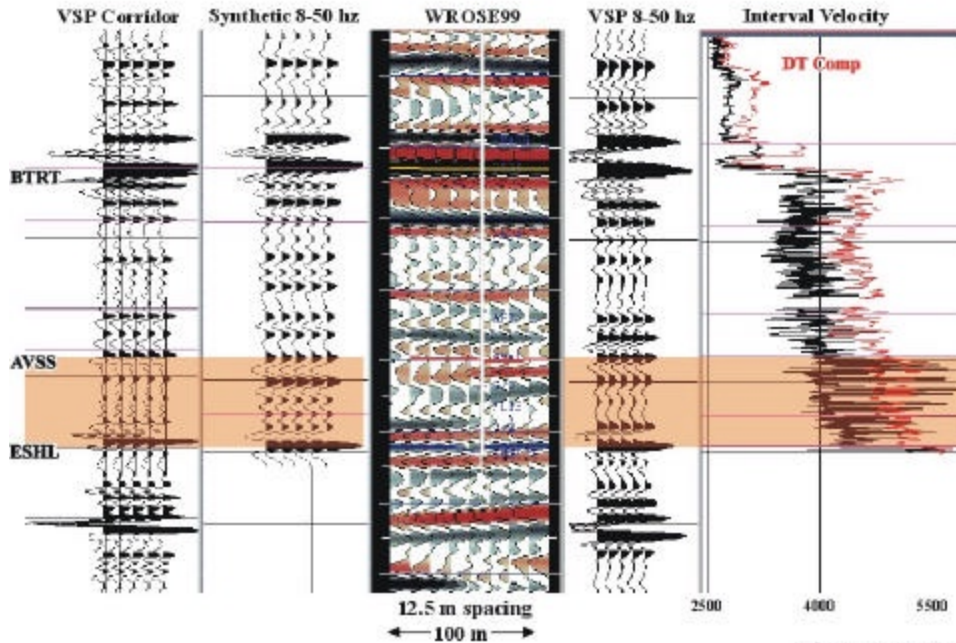 VSP Corridor
Synthetic 8-50 hz
WROSE99
VSP 8-50 hz
Interval Velocity
DT Comp
BTRT
AVSS
ESHL
12.5 m spacing
100 m
2500
4000
5500